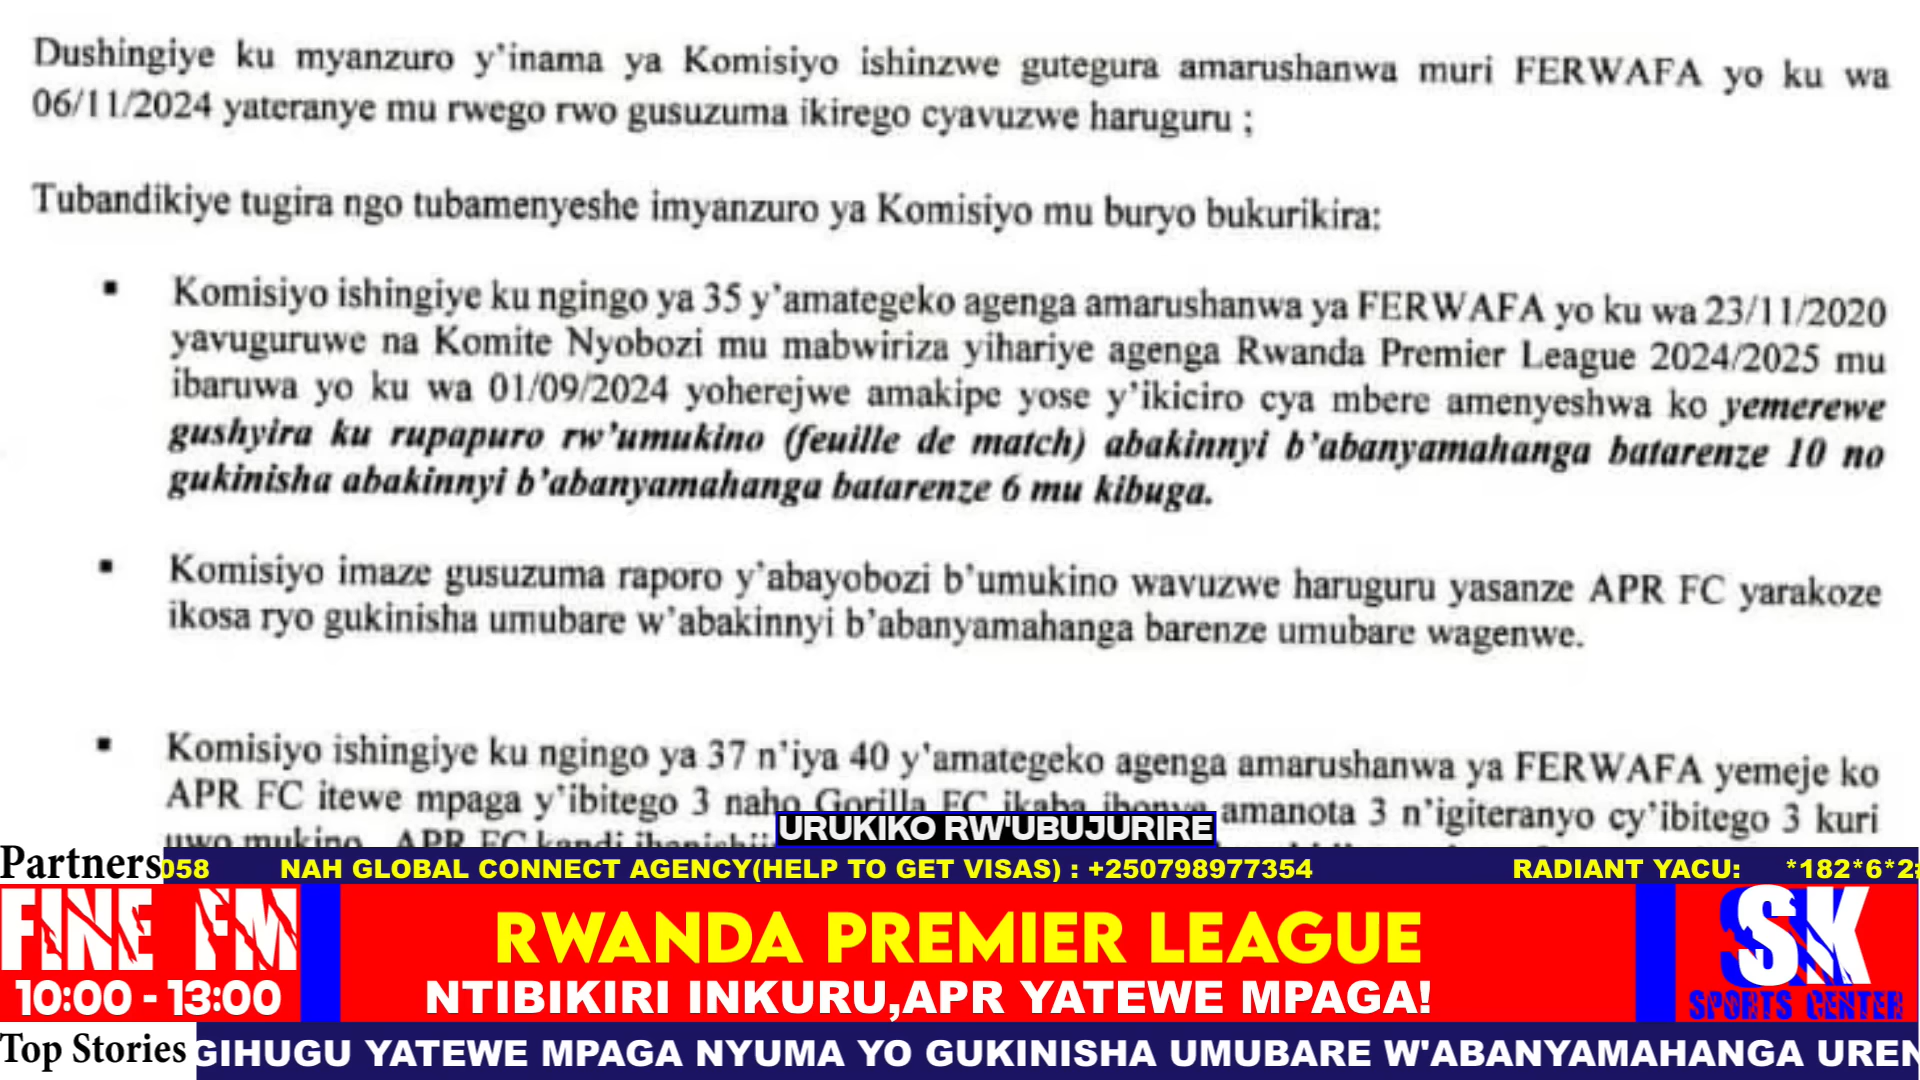 Dushingiye ku myanzuro y'inama ya Komisiyo ishinzwe gutegura amarushanwa muri FERWAFA yo ku wa
06/11/2024 yateranye mu rwego rwo gusuzuma ikirego cyavuzwe haruguru ;
Tubandikiye tugira ngo tubamenyeshe imyanzuro ya Komisiyo mu buryo bukurikira:
▪ Komisiyo ishingiye ku ngingo ya 35 y'amategeko agenga amarushanwa ya FERWAFA yo ku wa 23/11/2020
yavuguruwe na Komite Nyobozi mu mabwiriza yihariye agenga Rwanda Premier League 2024/2025 mu
ibaruwa yo ku wa 01/09/2024 yoherejwe amakipe yose y'ikiciro cya mbere amenyeshwa ko yemerewe
gushyira ku rupapuro rw'umukino (feuille de match) abakinnyi b'abanyamahanga batarenze 10 no
gukinisha abakinnyi b'abanyamahanga batarenze 6 mu kibuga.
▪ Komisiyo imaze gusuzuma raporo y'abayobozi b'umukino wavuzwe haruguru yasanze APR FC yarakoze
ikosa ryo gukinisha umubare w'abakinnyi b'abanyamahanga barenze umubare wagenwe.
▪ Komisiyo ishingiye ku ngingo ya 37 n'iya 40 y'amategeko agenga amarushanwa ya FERWAFA yemeje ko
APR FC itewe mpaga y'ibitego 3 naho Gorilla FC ikaba ibonye amanota 3 n'igiteranyo cy'ibitego 3 kuri
uwo mukino. APR FC kandi
URUKIKO RW'UBUJURIRE
Partners 058 NAH GLOBAL CONNECT AGENCY(HELP TO GET VISAS) : +250798977354 RADIANT YACU: *182*6*2
FINE FM
10:00 - 13:00
RWANDA PREMIER LEAGUE
NTIBIKIRI INKURU,APR YATEWE MPAGA!
SK
SPORTS CENTER
Top Stories GIHUGU YATEWE MPAGA NYUMA YO GUKINISHA UMUBARE W'ABANYAMAHANGA UREN